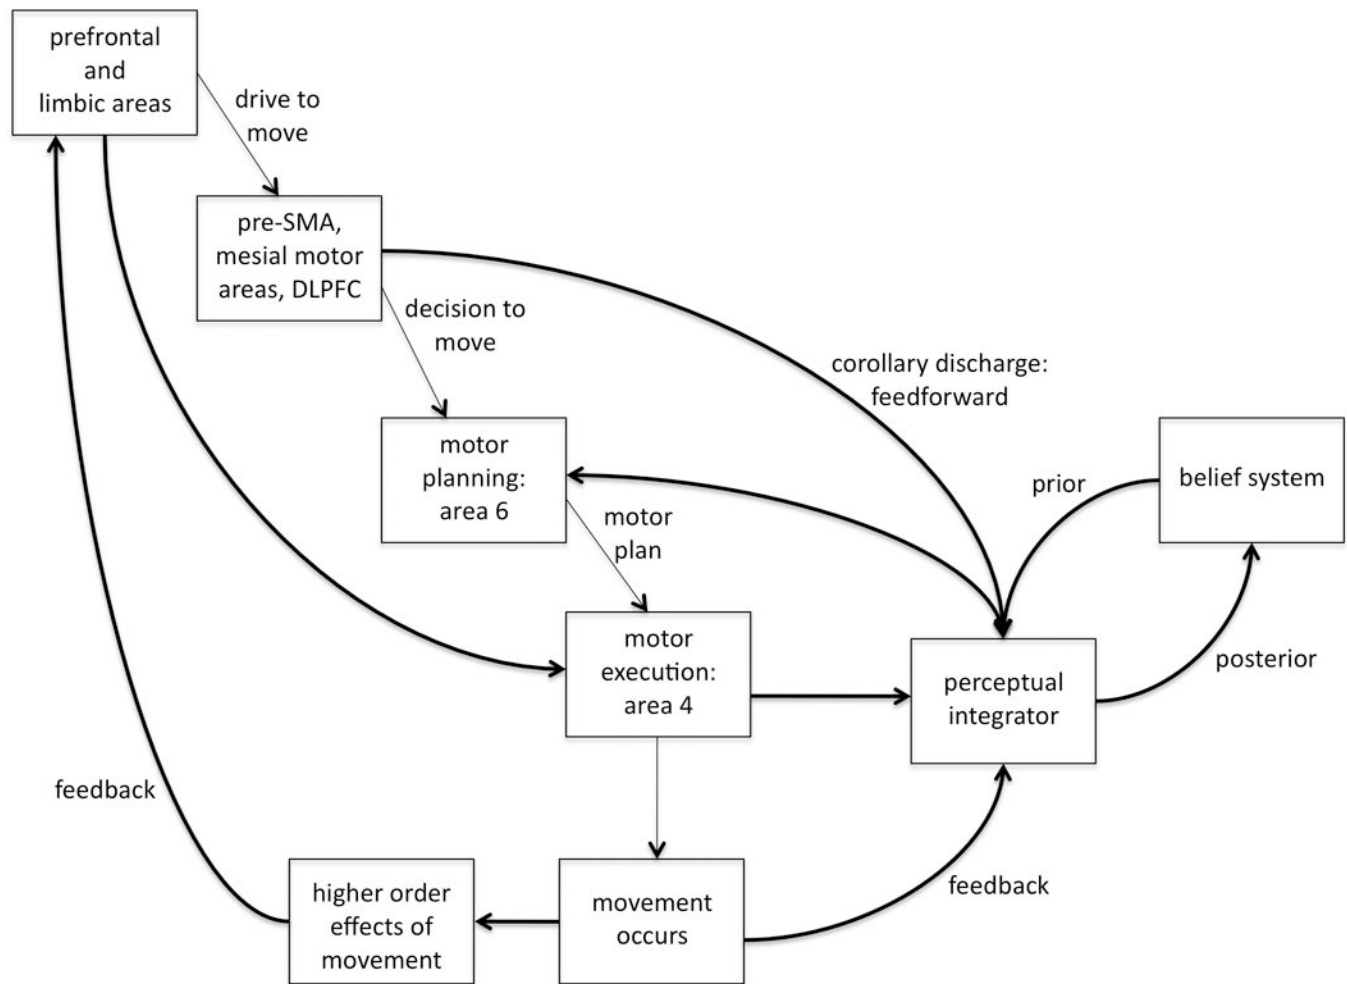 prefrontal
and
limbic areas
drive to
move
pre-SMA,
mesial motor
areas, DLPFC
decision to
move
corollary discharge:
feedforward
motor
planning:
area 6
prior
belief system
motor
plan
motor
execution:
area 4
perceptual
integrator
posterior
feedback
higher order
effects of
movement
movement
occurs
feedback